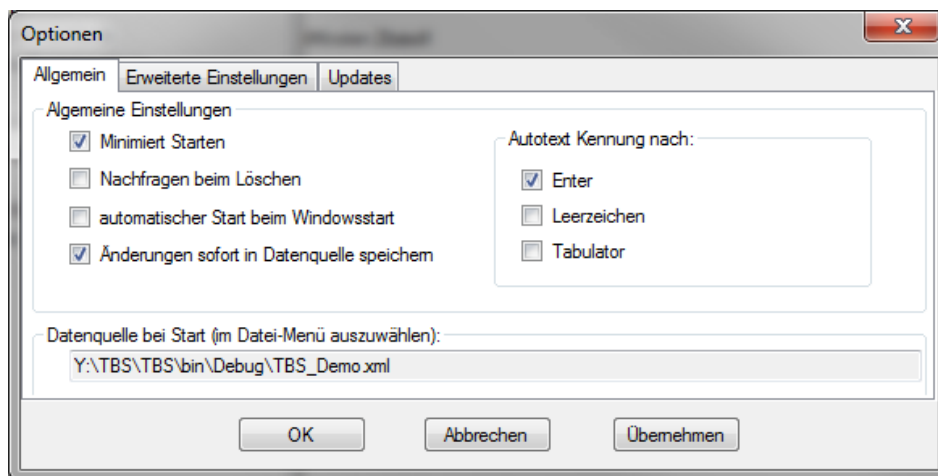 Optionen
Allgemein
Erweiterte Einstellungen
Updates
Algemeine Einstellungen
Minimiert Starten
Nachfragen beim Löschen
automatischer Start beim Windowsstart
Änderungen sofort in Datenquelle speichern
Autotext Kennung nach:
Enter
Leerzeichen
Tabulator
Datenquelle bei Start (im Datei-Menü auszuwählen):
Y:\TBS\TBS\bin\Debug\TBS_Demo.xml
OK
Abbrechen
Übernehmen